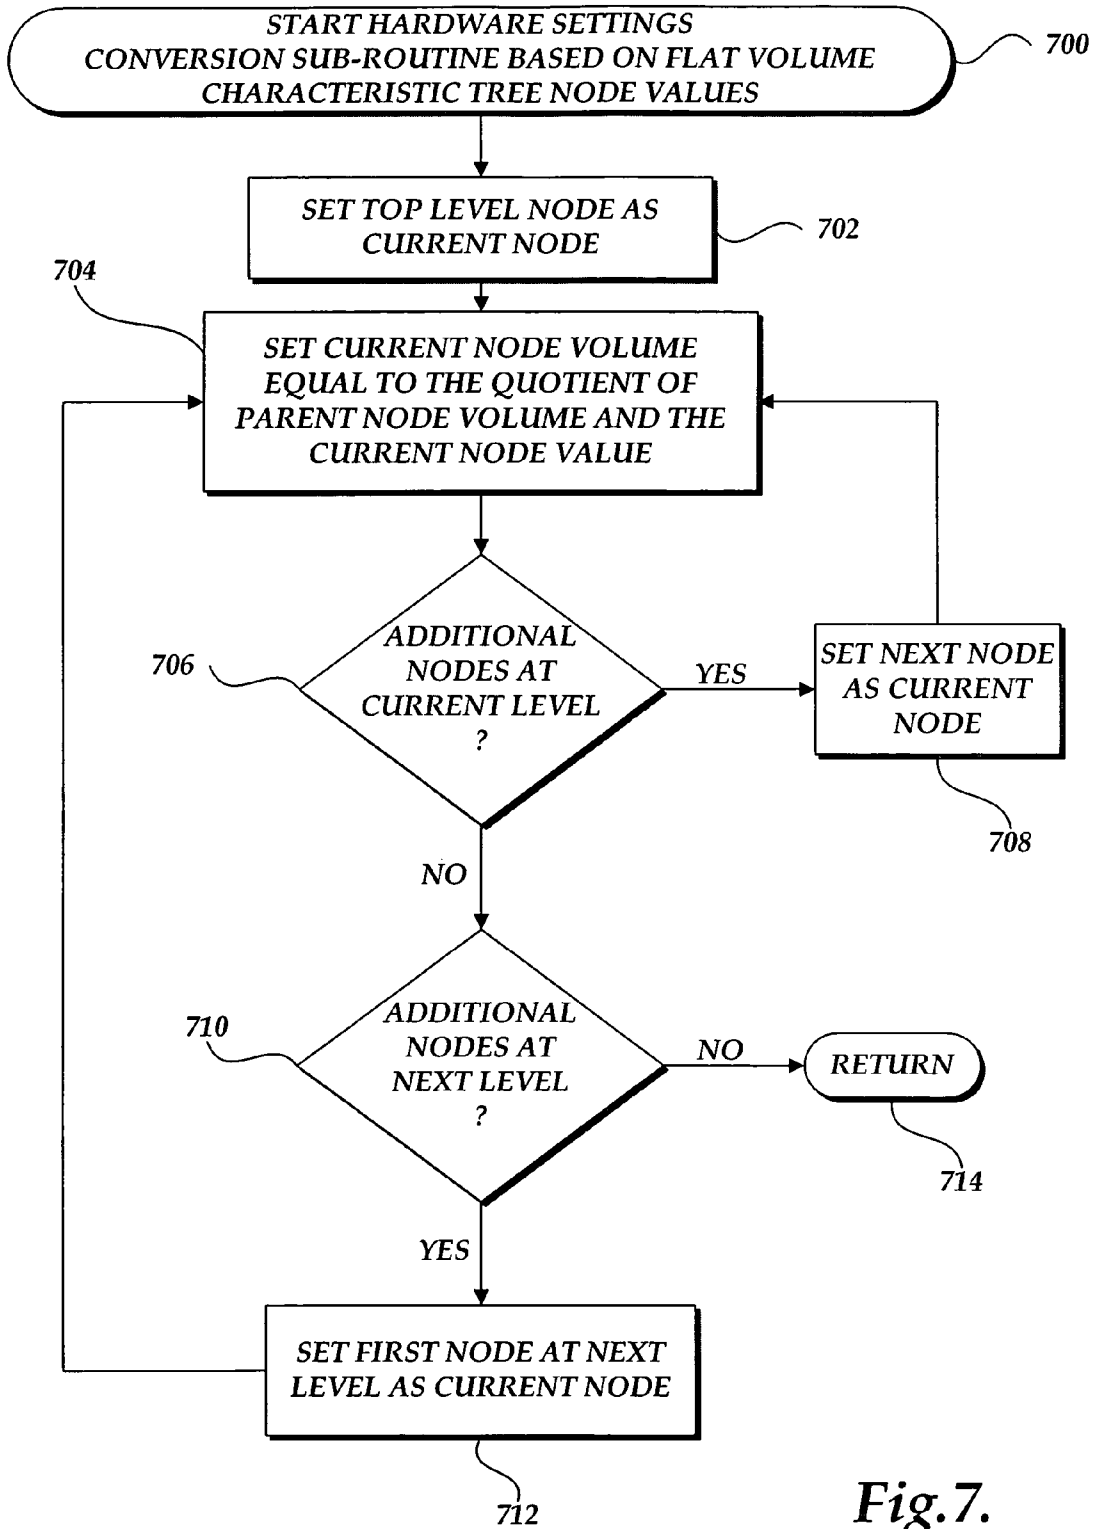 START HARDWARE SETTINGS
CONVERSION SUB-ROUTINE BASED ON FLAT VOLUME
CHARACTERISTIC TREE NODE VALUES
700
SET TOP LEVEL NODE AS
CURRENT NODE
702
704
SET CURRENT NODE VOLUME
EQUAL TO THE QUOTIENT OF
PARENT NODE VOLUME AND THE
CURRENT NODE VALUE
706
ADDITIONAL
NODES AT
CURRENT LEVEL
?
YES
SET NEXT NODE
AS CURRENT
NODE
708
NO
710
ADDITIONAL
NODES AT
NEXT LEVEL
?
NO
RETURN
714
YES
SET FIRST NODE AT NEXT
LEVEL AS CURRENT NODE
712
Fig.7.